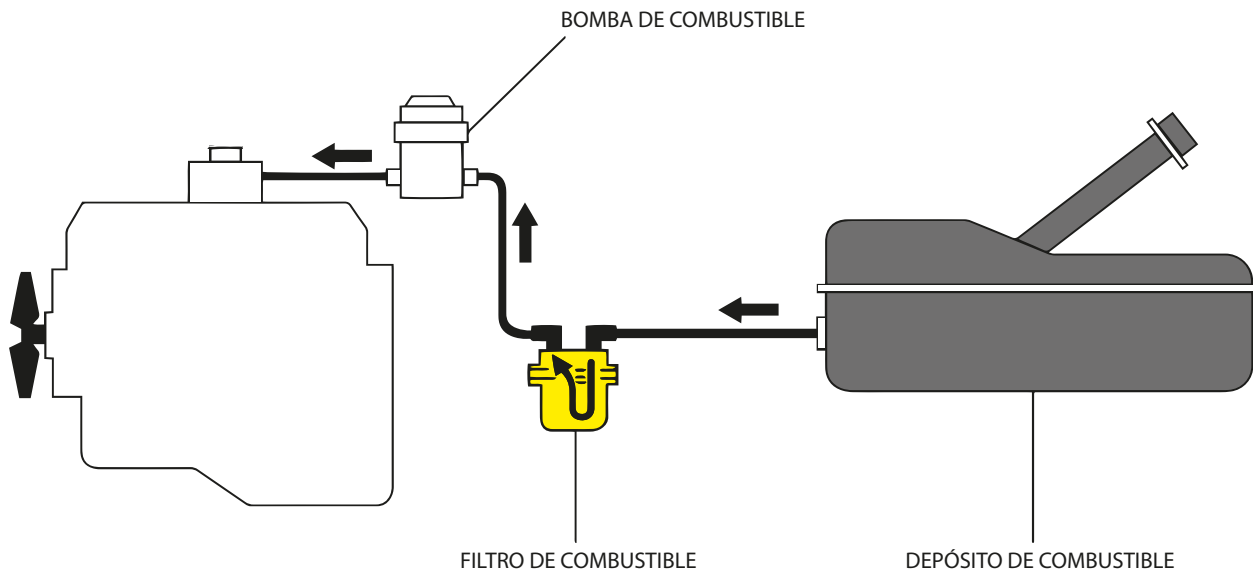 BOMBA DE COMBUSTIBLE
FILTRO DE COMBUSTIBLE
DEPÓSITO DE COMBUSTIBLE